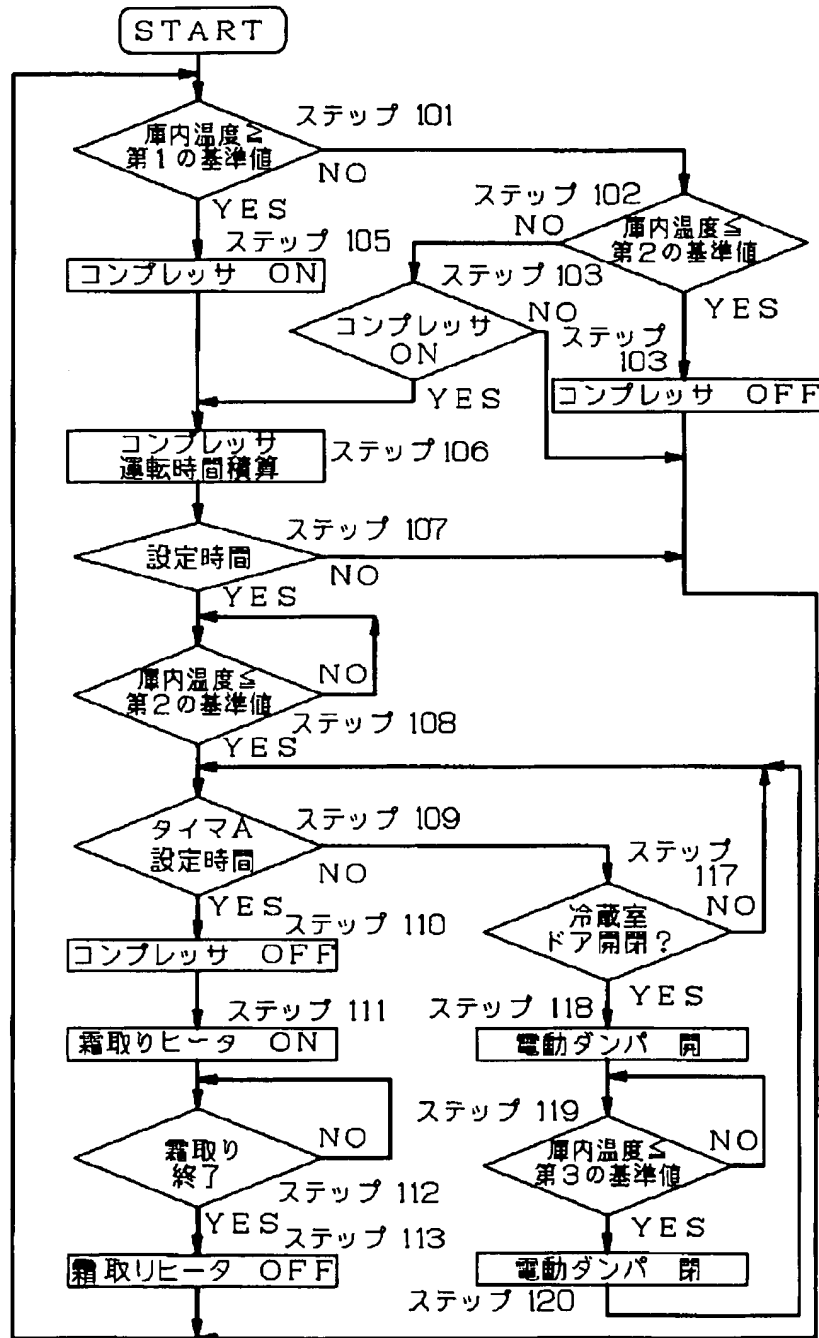 START
ステップ 101
庫内温度≧
第1の基準値
NO
YES
ステップ 102
庫内温度≦
第2の基準値
NO
YES
ステップ 105
コンプレッサ ON
ステップ 103
コンプレッサ
ON
NO
YES
ステップ
103
コンプレッサ OFF
コンプレッサ
運転時間積算
ステップ 106
ステップ 107
設定時間
NO
YES
庫内温度≦
第2の基準値
NO
ステップ 108
YES
タイマA
設定時間
ステップ 109
NO
YES
ステップ
117
冷蔵室
ドア開閉?
NO
YES
ステップ 110
コンプレッサ OFF
ステップ 111
霜取りヒータ ON
ステップ 118
電動ダンパ 開
霜取り
終了
NO
ステップ 112
YES
ステップ 119
庫内温度≦
第3の基準値
NO
YES
ステップ 113
霜取りヒータ OFF
電動ダンパ 閉
ステップ 120